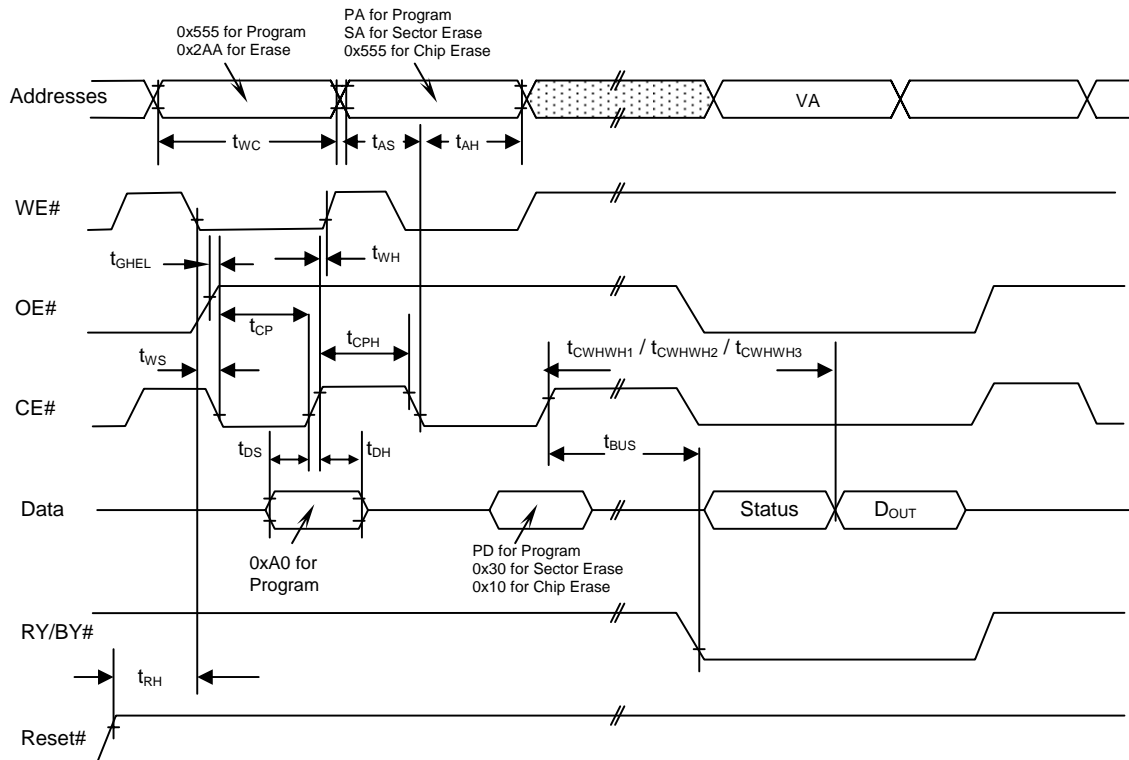 0x555 for Program
0x2AA for Erase
PA for Program
SA for Sector Erase
0x555 for Chip Erase
Addresses
VA
tWC
tAS
tAH
WE#
tGHEL
tWH
OE#
tCP
tCPH
tWS
tCWHWH1 / tCWHWH2 / tCWHWH3
CE#
tDS
tDH
tBUS
Data
Status
DOUT
0xA0 for
Program
PD for Program
0x30 for Sector Erase
0x10 for Chip Erase
RY/BY#
tRH
Reset#